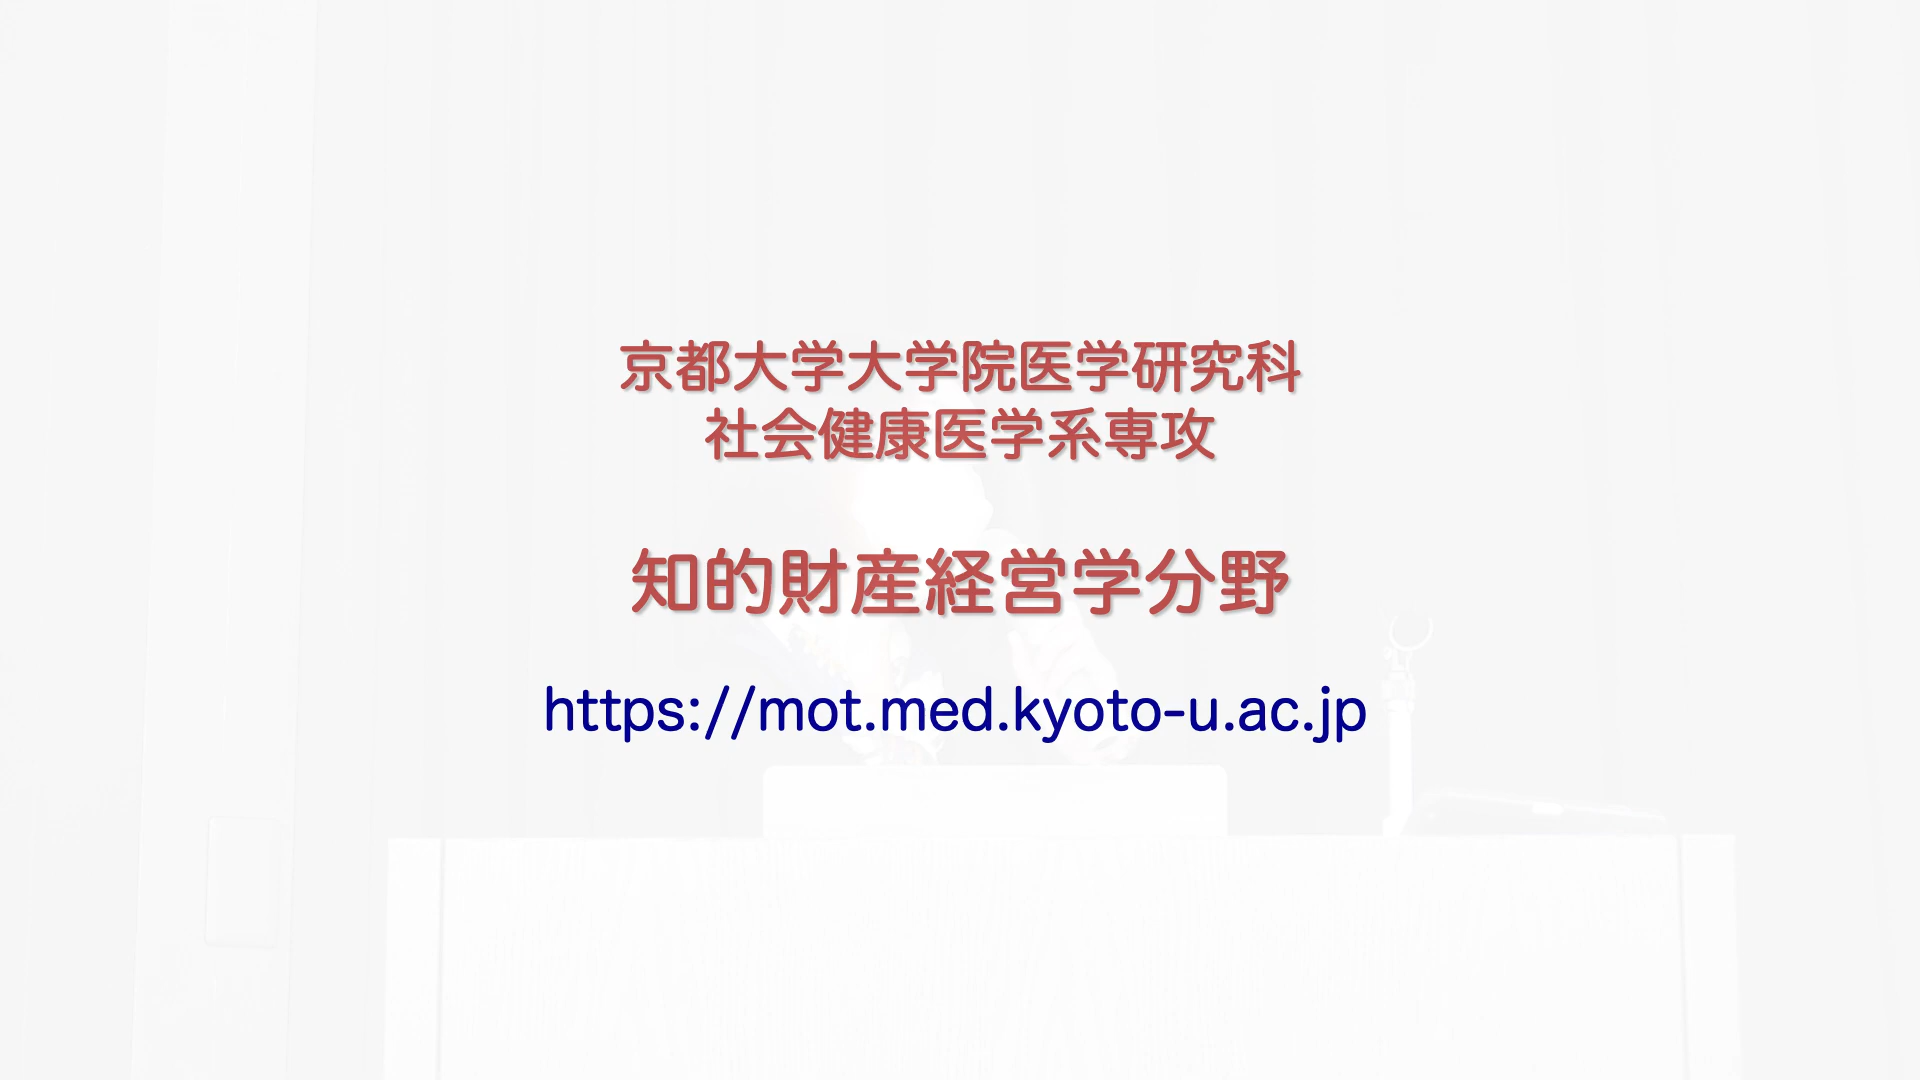 京都大学大学院医学研究科
社会健康医学系専攻
知的財産経営学分野
https://mot.med.kyoto-u.ac.jp